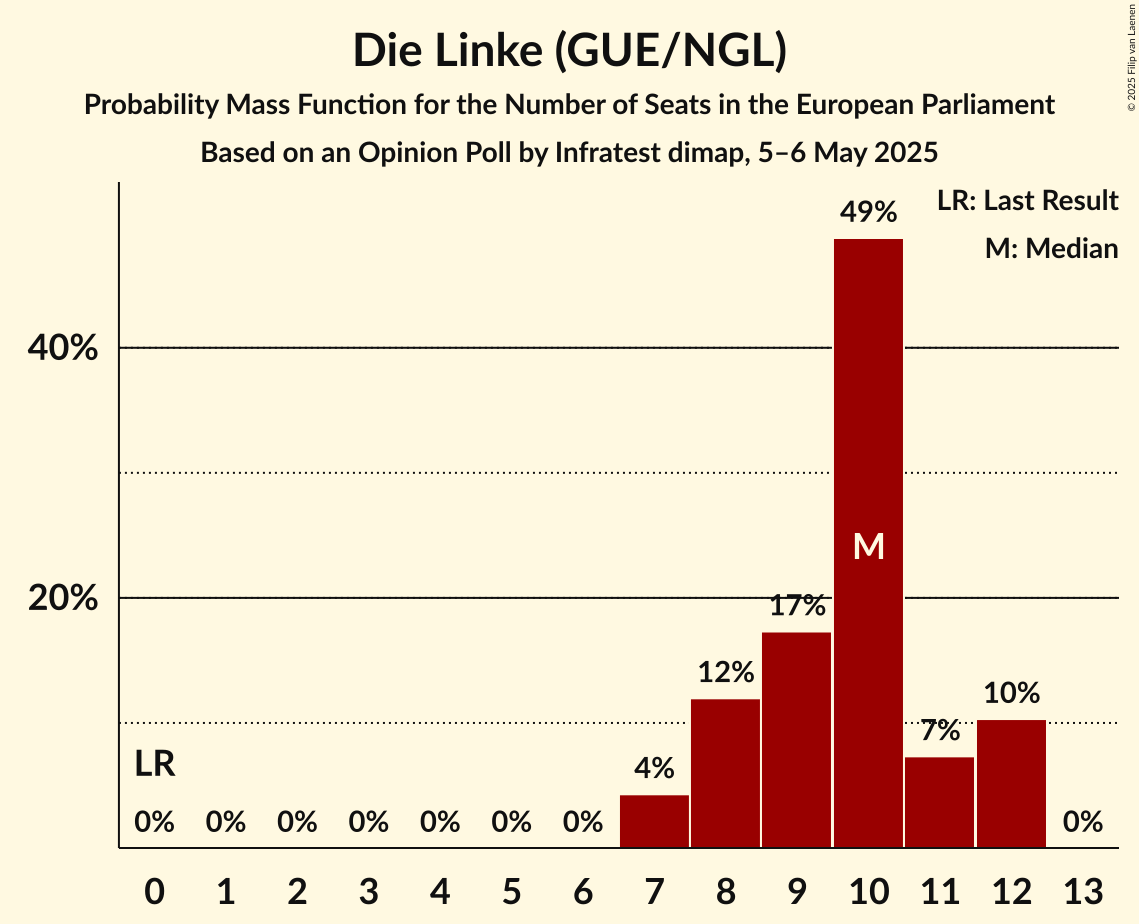 Die Linke (GUE/NGL)
Probability Mass Function for the Number of Seats in the European Parliament
Based on an Opinion Poll by Infratest dimap, 5–6 May 2025
© 2025 Filip van Laenen
LR: Last Result
M: Median
49%
40%
M
20%
17%
12%
10%
7%
LR
4%
0% 0% 0% 0% 0% 0% 0% 0%
0 1 2 3 4 5 6 7 8 9 10 11 12 13